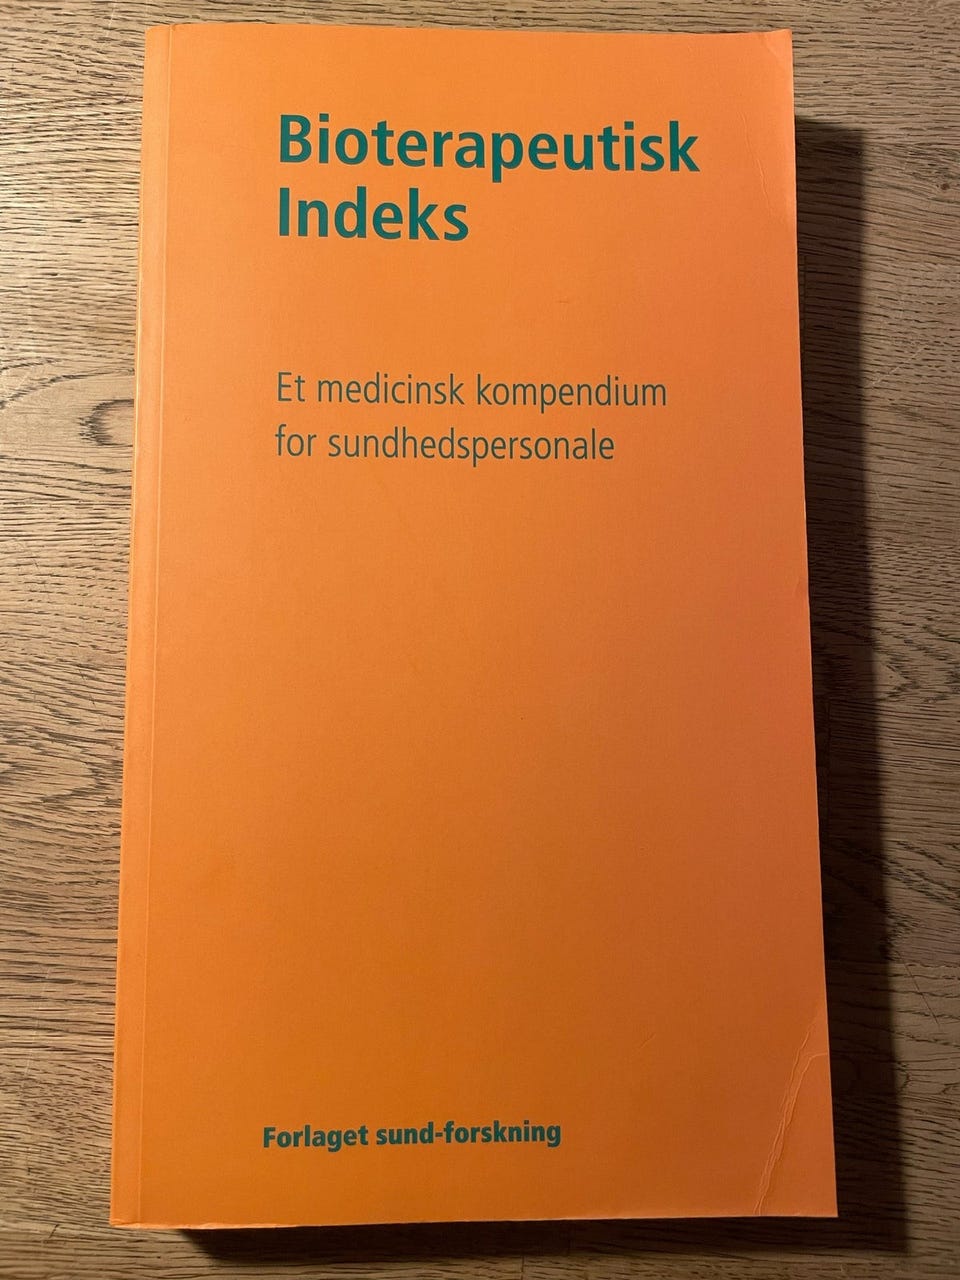 Bioterapeutisk
Indeks
Et medicinsk kompendium
for sundhedspersonale
Forlaget sund-forskning